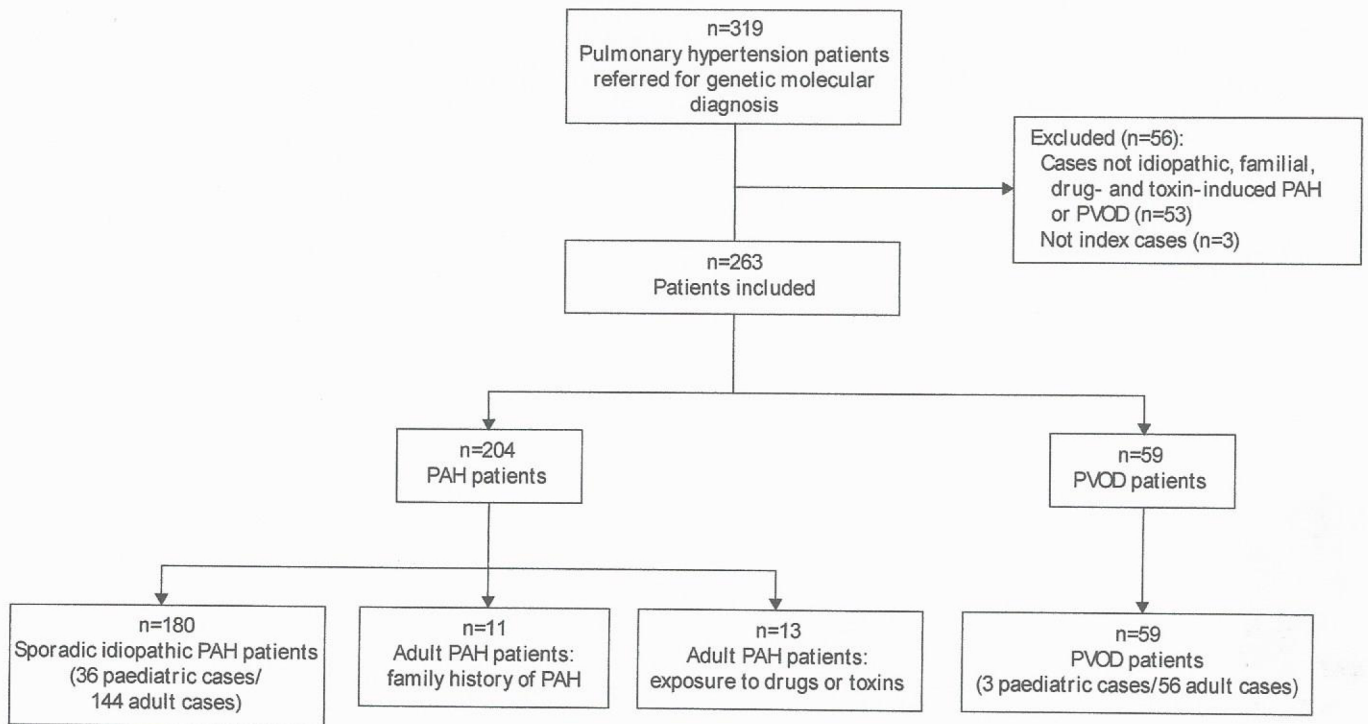 n=319
Pulmonary hypertension patients
referred for genetic molecular
diagnosis
Excluded (n=56):
Cases not idiopathic, familial,
drug- and toxin-induced PAH
or PVOD (n=53)
Not index cases (n=3)
n=263
Patients included
n=204
PAH patients
n=59
PVOD patients
n=180
Sporadic idiopathic PAH patients
(36 paediatric cases/
144 adult cases)
n=11
Adult PAH patients:
family history of PAH
n=13
Adult PAH patients:
exposure to drugs or toxins
n=59
PVOD patients
(3 paediatric cases/56 adult cases)